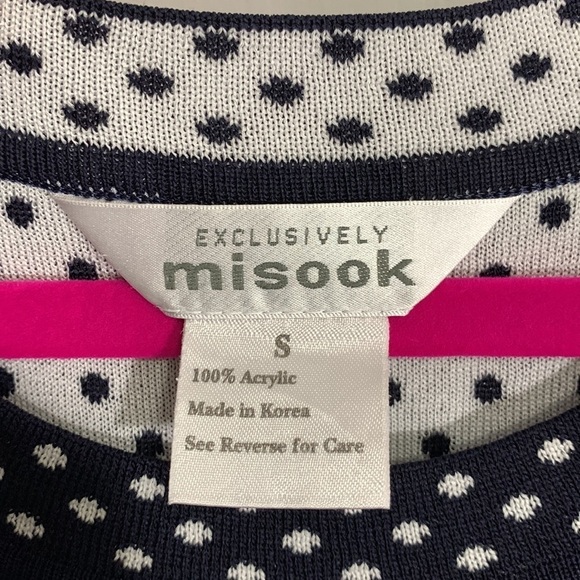 EXCLUSIVELY
misook
S
100% Acrylic
Made in Korea
See Reverse for Care